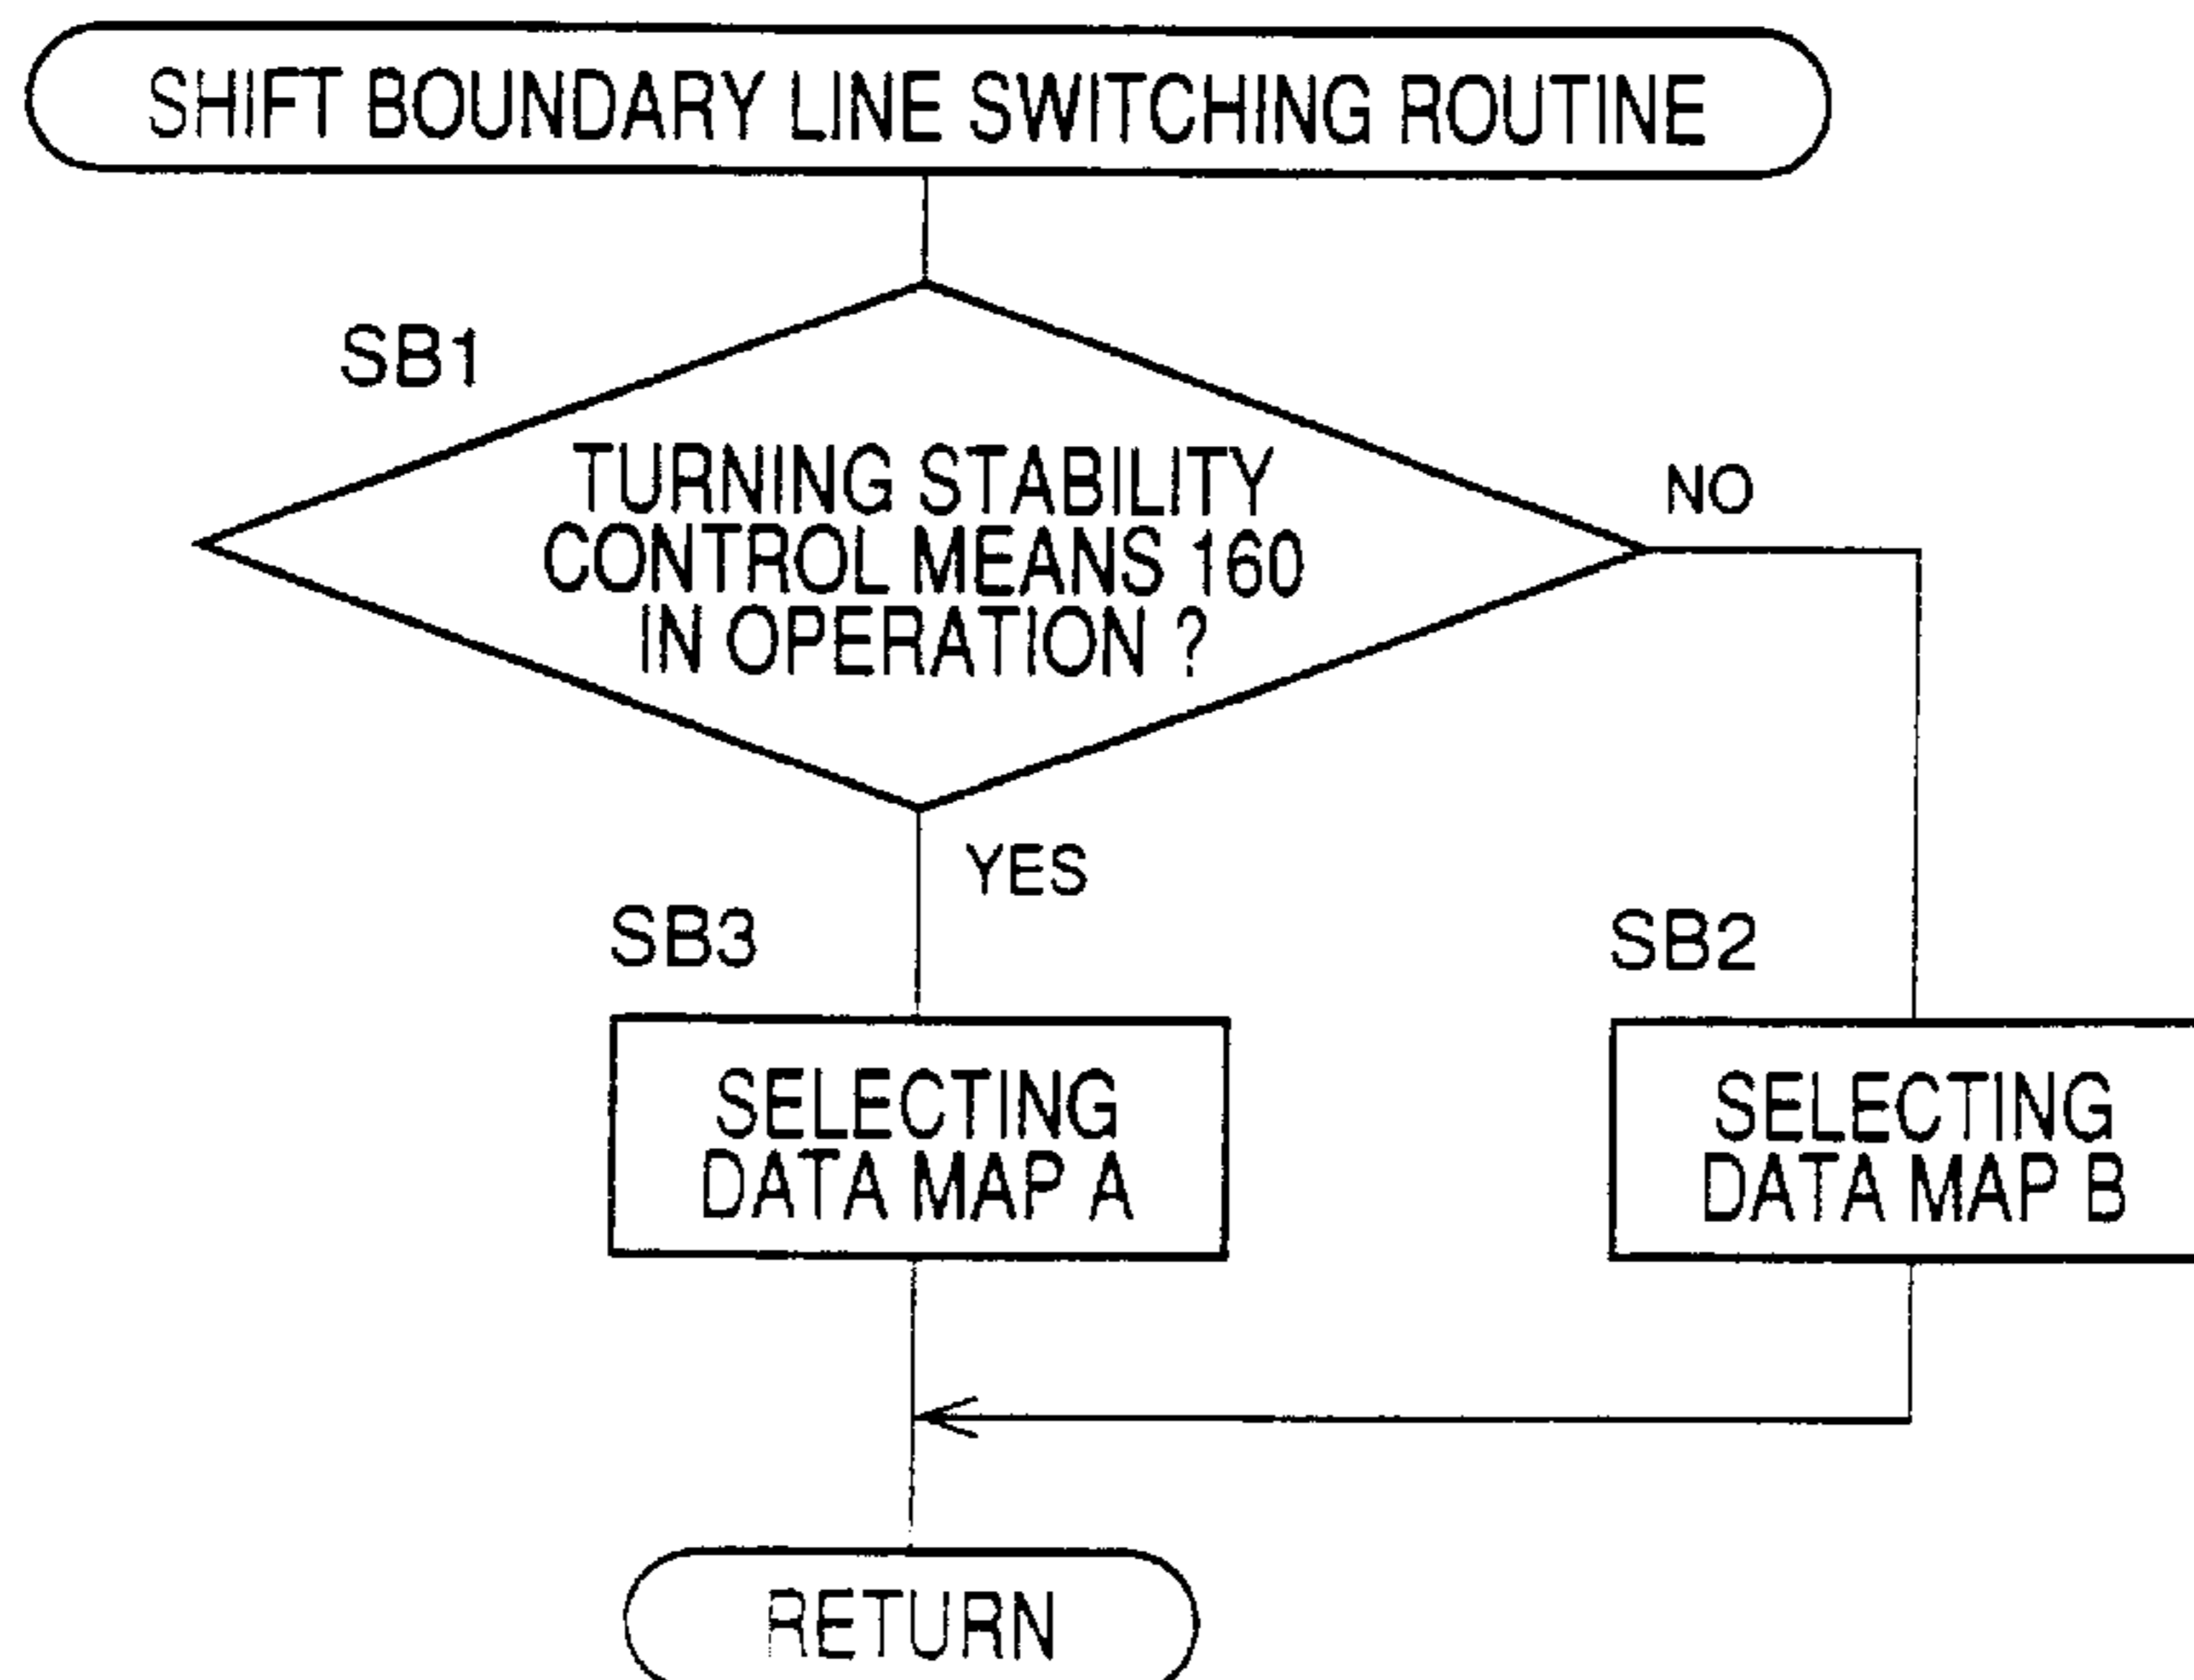 SHIFT BOUNDARY LINE SWITCHING ROUTINE
SB1
TURNING STABILITY
CONTROL MEANS 160
IN OPERATION ?
NO
YES
SB3
SELECTING
DATA MAP A
SB2
SELECTING
DATA MAP B
RETURN